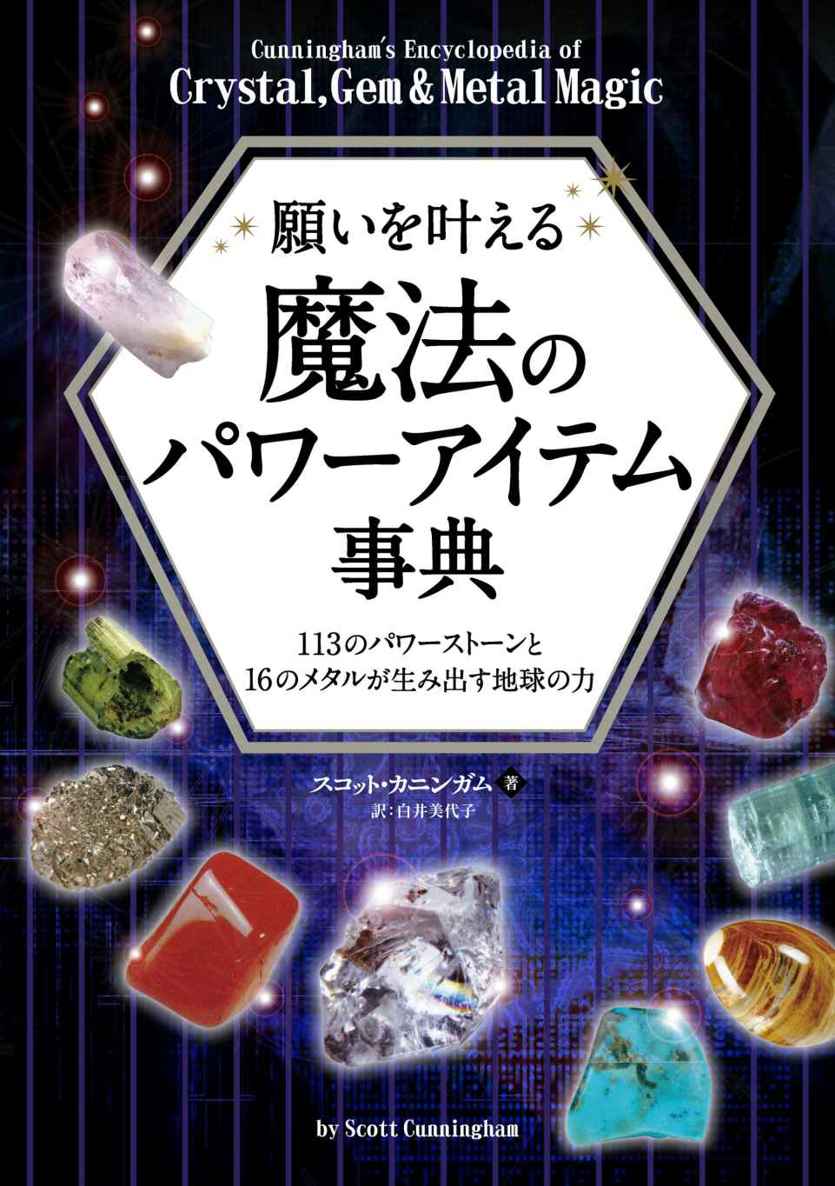 Cunningham's Encyclopedia of
Crystal,Gem & Metal Magic
願いを叶える
魔法の
パワーアイテム
事典
113のパワーストーンと
16のメタルが生み出す地球の力
スコット・カニンガム 著
訳:白井美代子
by Scott Cunningham